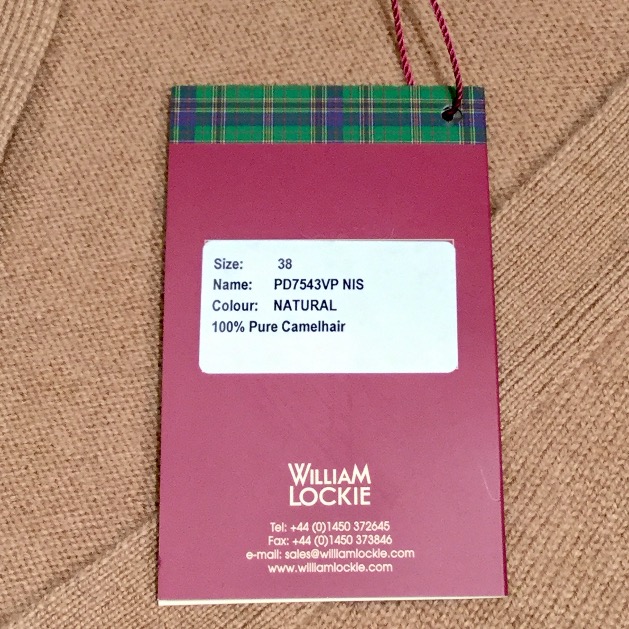 Size: 38
Name: PD7543VP NIS
Colour: NATURAL
100% Pure Camelhair
WILLIAM
LOCKIE
Tel: +44 (0)1450 372645
Fax: +44 (0)1450 373846
e-mail: sales@williamlockie.com
www.williamlockie.com